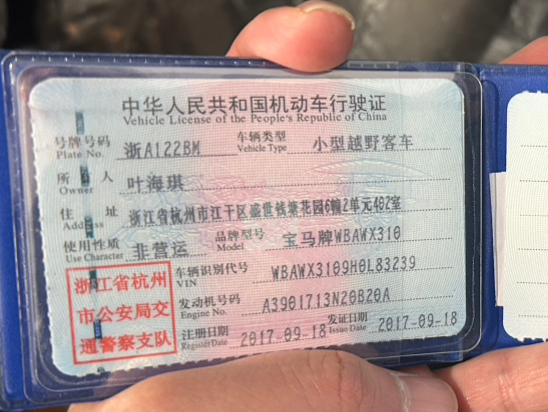 中华人民共和国机动车行驶证
Vehicle License of the People's Republic of China
号牌号码 Plate No. 浙A122BM 车辆类型 Vehicle Type 小型越野客车
所有人 Owner 叶海琪
住址 Address 浙江省杭州市江干区盛世钱塘花园6幢2单元402室
使用性质 Use Character 非营运 品牌型号 Model 宝马牌WBAWX310
浙江省杭州市公安局交通警察支队
车辆识别代号 VIN WBAWX3109H0L83239
发动机号码 Engine No. A3901713N20B20A
注册日期 Register Date 2017-09-18 发证日期 Issue Date 2017-09-18